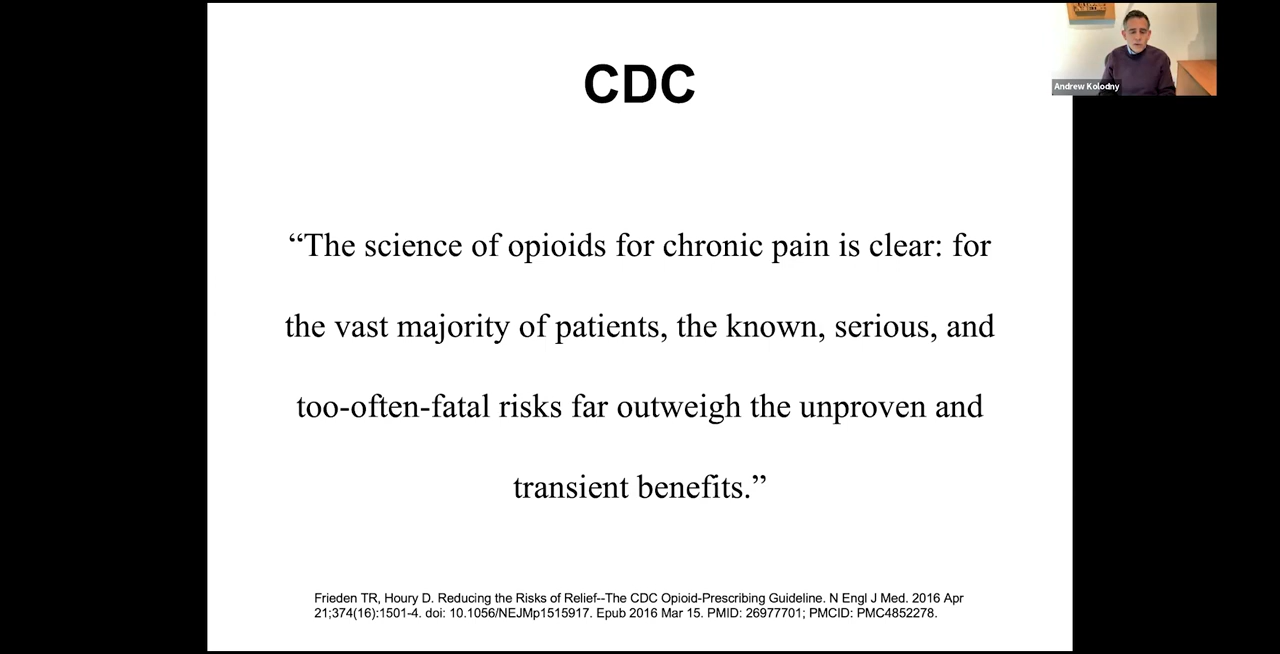 CDC
Andrew Kolodny
“The science of opioids for chronic pain is clear: for
the vast majority of patients, the known, serious, and
too-often-fatal risks far outweigh the unproven and
transient benefits.”
Frieden TR, Houry D. Reducing the Risks of Relief--The CDC Opioid-Prescribing Guideline. N Engl J Med. 2016 Apr
21;374(16):1501-4. doi: 10.1056/NEJMp1515917. Epub 2016 Mar 15. PMID: 26977701; PMCID: PMC4852278.